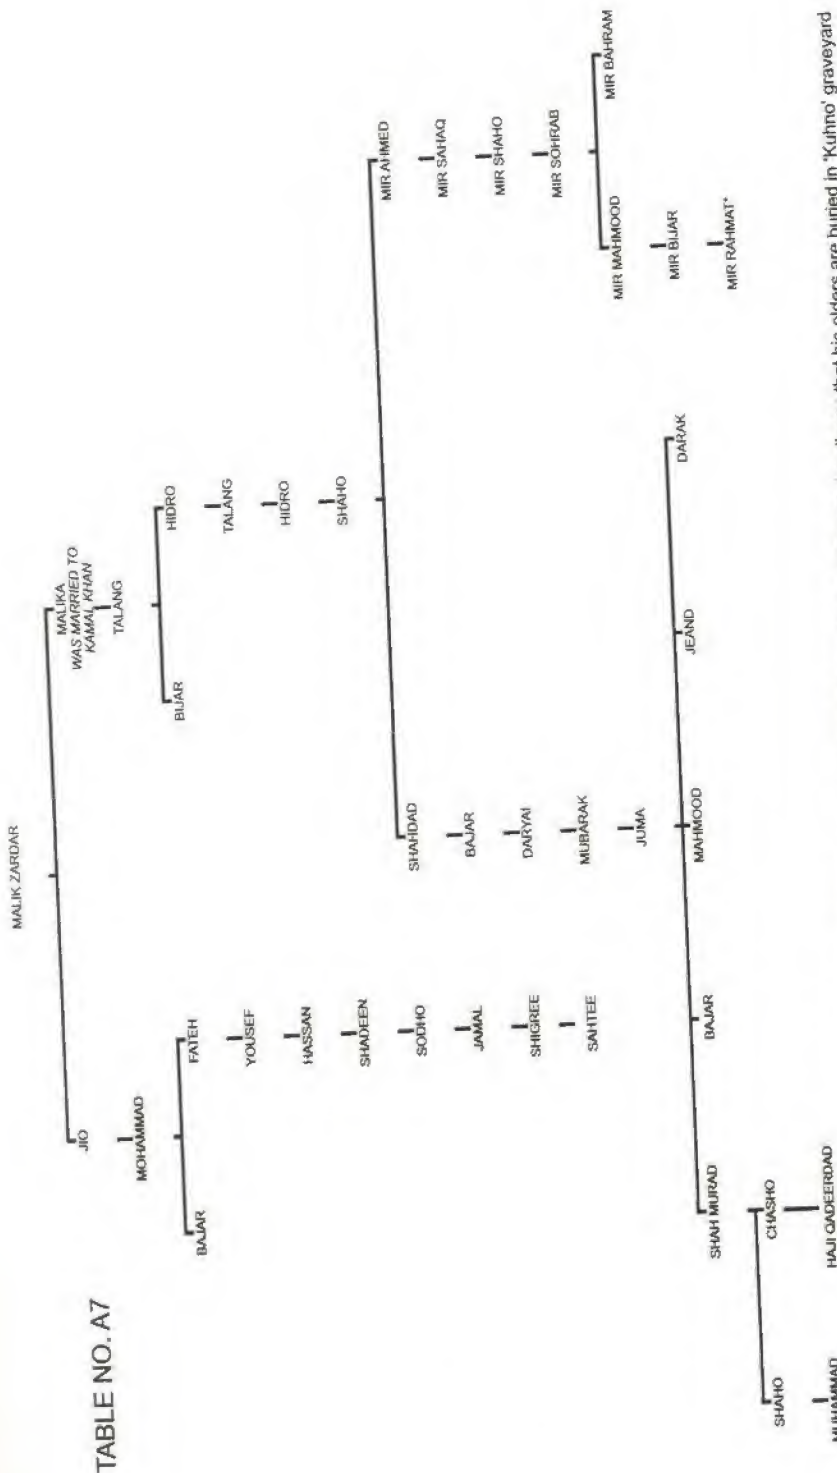 TABLE NO. A7
MALIK ZARDAR
JIO
MALIKA
WAS MARRIED TO
KAMAL KHAN
MOHAMMAD
TALANG
BAJAR
FATEH
BIJAR
HIDRO
YOUSEF
TALANG
HASSAN
HIDRO
SHADEEN
SHAHO
SODHO
JAMAL
SHIGREE
SAHTEE
SHAHDAD
MIR AHMED
BAJAR
MIR SAHAQ
DARYAI
MIR SHAHO
MUBARAK
MIR SOHRAB
JUMA
MIR MAHMOOD
MIR BAHRAM
MIR BIJAR
MIR RAHMAT*
SHAH MURAD
BAJAR
MAHMOOD
JEAND
DARAK
SHAHO
CHASHO
MUHAMMAD
HAJI QADEERDAD
that his elders are buried in 'Kuhno' graveyard